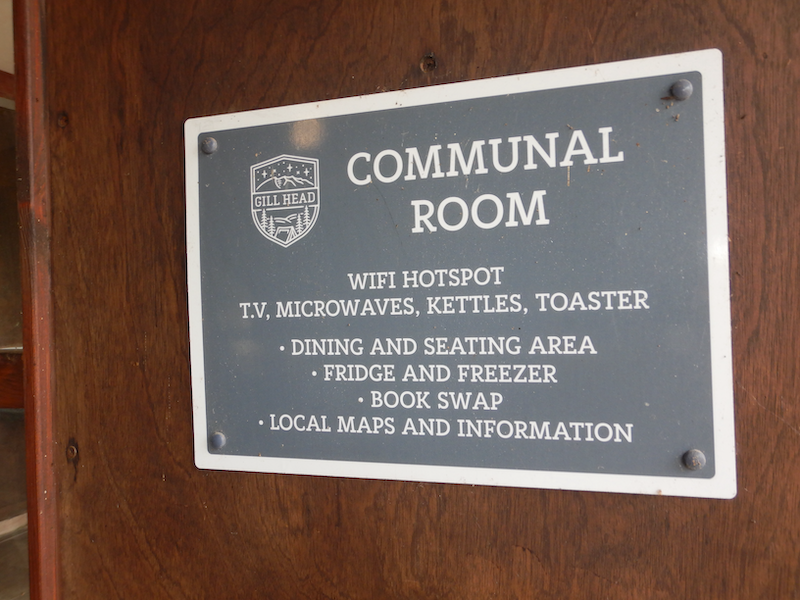 GILL HEAD
COMMUNAL
ROOM
WIFI HOTSPOT
T.V, MICROWAVES, KETTLES, TOASTER
• DINING AND SEATING AREA
• FRIDGE AND FREEZER
• BOOK SWAP
• LOCAL MAPS AND INFORMATION